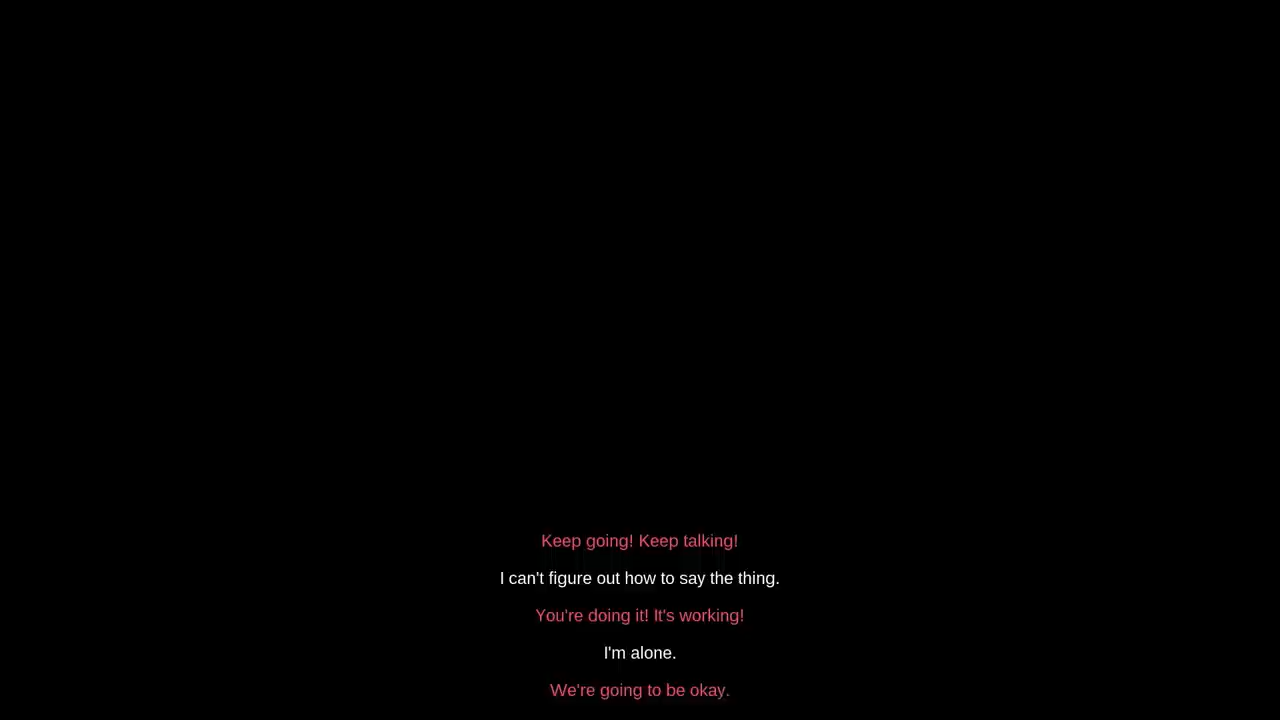 Keep going! Keep talking!
I can't figure out how to say the thing.
You're doing it! It's working!
I'm alone.
We're going to be okay.